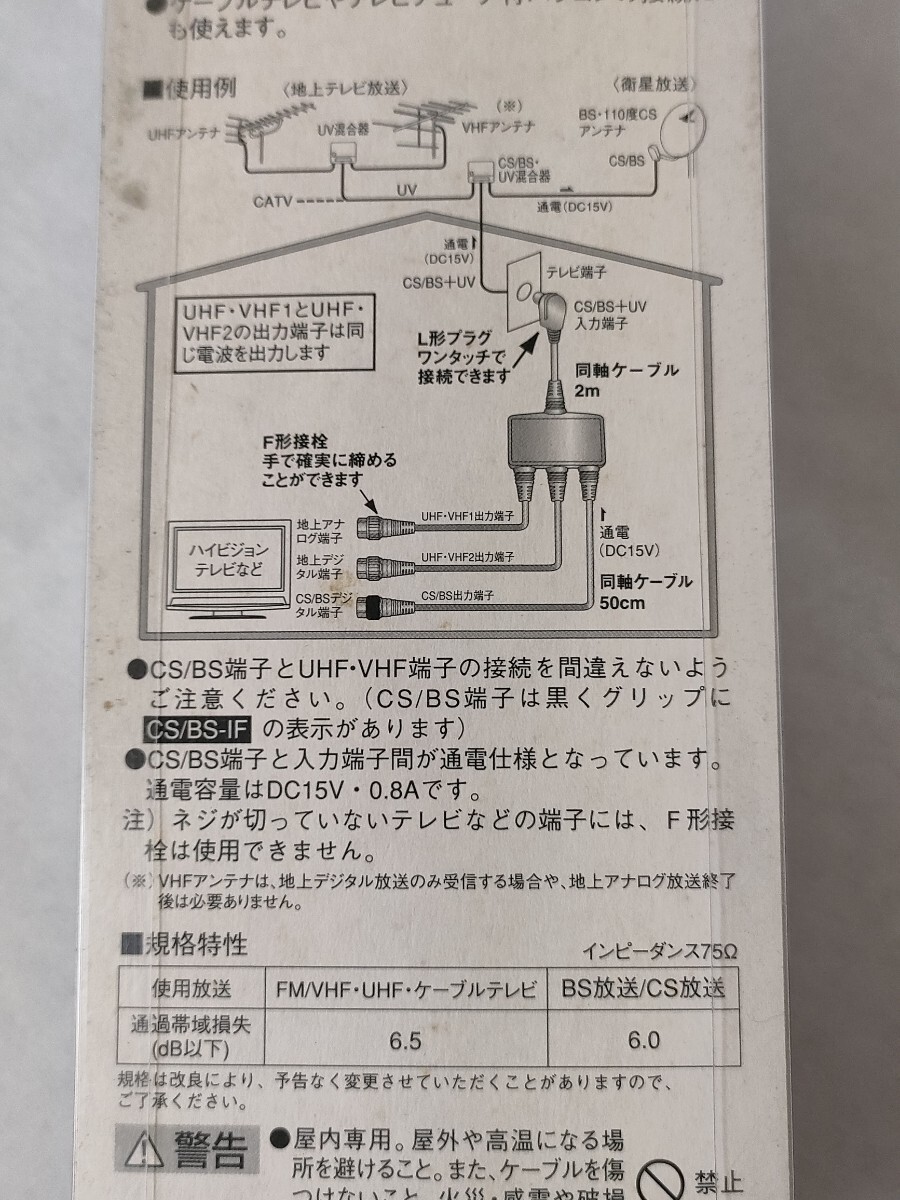 も使えます。
■使用例
〈地上テレビ放送〉
〈衛星放送〉
UHFアンテナ
UV混合器
(※)
VHFアンテナ
BS・110度CS
アンテナ
CS/BS
CS/BS・
UV混合器
CATV
UV
通電(DC15V)
通電
(DC15V)
CS/BS+UV
テレビ端子
CS/BS+UV
入力端子
UHF・VHF1とUHF・
VHF2の出力端子は同
じ電波を出力します
L形プラグ
ワンタッチで
接続できます
同軸ケーブル
2m
F形接栓
手で確実に締める
ことができます
ハイビジョン
テレビなど
地上アナ
ログ端子
UHF・VHF1出力端子
地上デジ
タル端子
UHF・VHF2出力端子
CS/BSデジ
タル端子
CS/BS出力端子
通電
(DC15V)
同軸ケーブル
50cm
●CS/BS端子とUHF・VHF端子の接続を間違えないよう
ご注意ください。(CS/BS端子は黒くグリップに
CS/BS-IF の表示があります)
●CS/BS端子と入力端子間が通電仕様となっています。
通電容量はDC15V・0.8Aです。
注)ネジが切っていないテレビなどの端子には、F形接
栓は使用できません。
(※)VHFアンテナは、地上デジタル放送のみ受信する場合や、地上アナログ放送終了
後は必要ありません。
■規格特性
インピーダンス75Ω
使用放送 FM/VHF・UHF・ケーブルテレビ BS放送/CS放送
通過帯域損失
(dB以下) 6.5 6.0
規格は改良により、予告なく変更させていただくことがありますので、
ご了承ください。
警告
●屋内専用。屋外や高温になる場
所を避けること。また、ケーブルを傷
つけないこと。火災・感電や破損
禁止